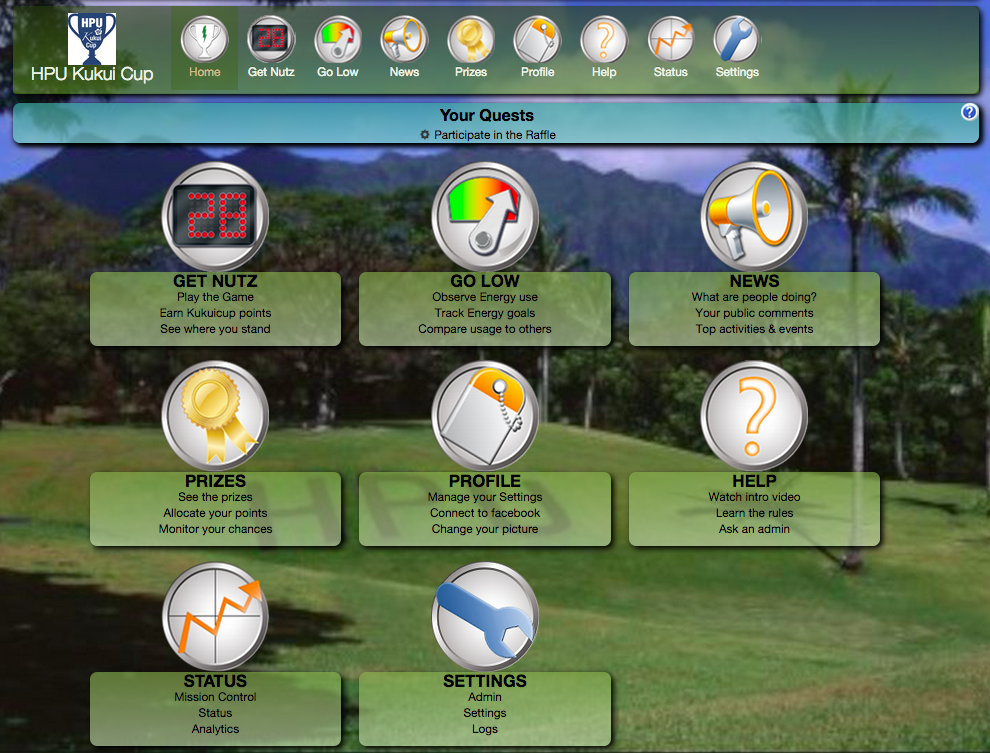 HPU
Kukui
Cup
HPU Kukui Cup
Home
Get Nutz
Go Low
News
Prizes
Profile
Help
Status
Settings
Your Quests
Participate in the Raffle
?
28
GET NUTZ
Play the Game
Earn Kukuicup points
See where you stand
GO LOW
Observe Energy use
Track Energy goals
Compare usage to others
NEWS
What are people doing?
Your public comments
Top activities & events
PRIZES
See the prizes
Allocate your points
Monitor your chances
PROFILE
Manage your Settings
Connect to facebook
Change your picture
?
HELP
Watch intro video
Learn the rules
Ask an admin
HPU
STATUS
Mission Control
Status
Analytics
SETTINGS
Admin
Settings
Logs